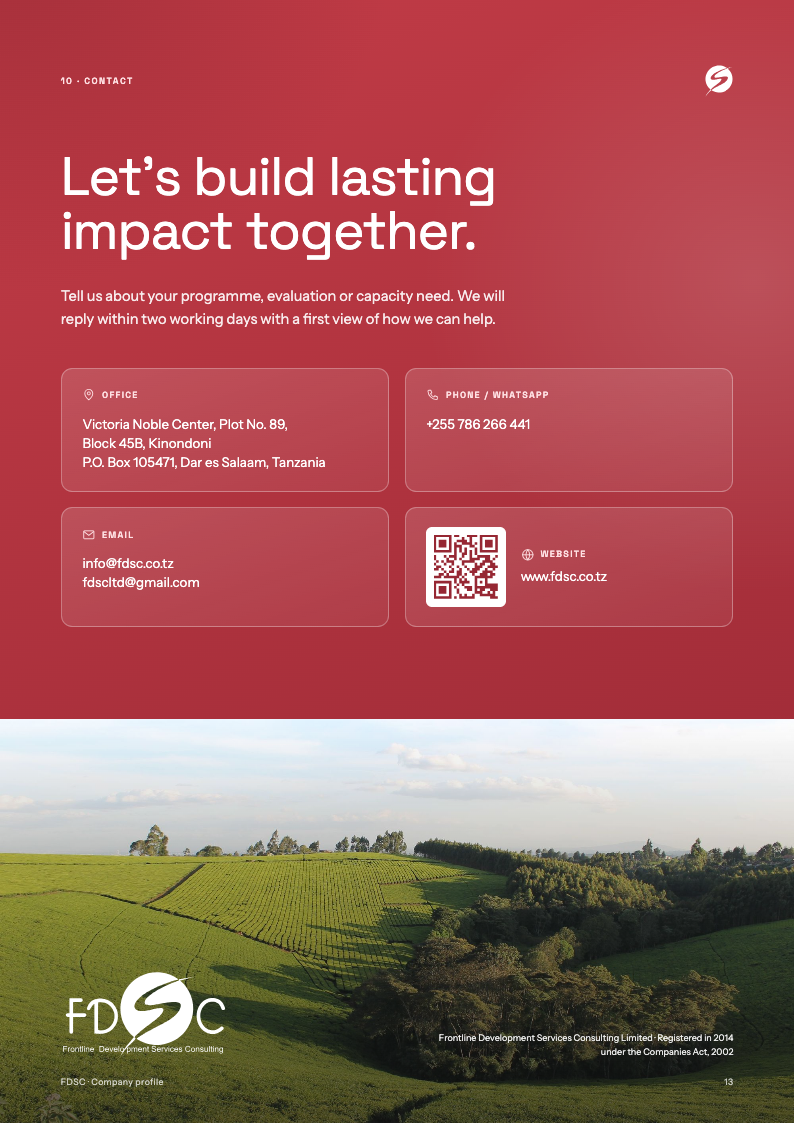 10 · CONTACT
Let’s build lasting
impact together.
Tell us about your programme, evaluation or capacity need. We will
reply within two working days with a first view of how we can help.
OFFICE
Victoria Noble Center, Plot No. 89,
Block 45B, Kinondoni
P.O. Box 105471, Dar es Salaam, Tanzania
PHONE / WHATSAPP
+255 786 266 441
EMAIL
info@fdsc.co.tz
fdscltd@gmail.com
WEBSITE
www.fdsc.co.tz
FDSC
Frontline Development Services Consulting
Frontline Development Services Consulting Limited · Registered in 2014
under the Companies Act, 2002
FDSC · Company profile
13